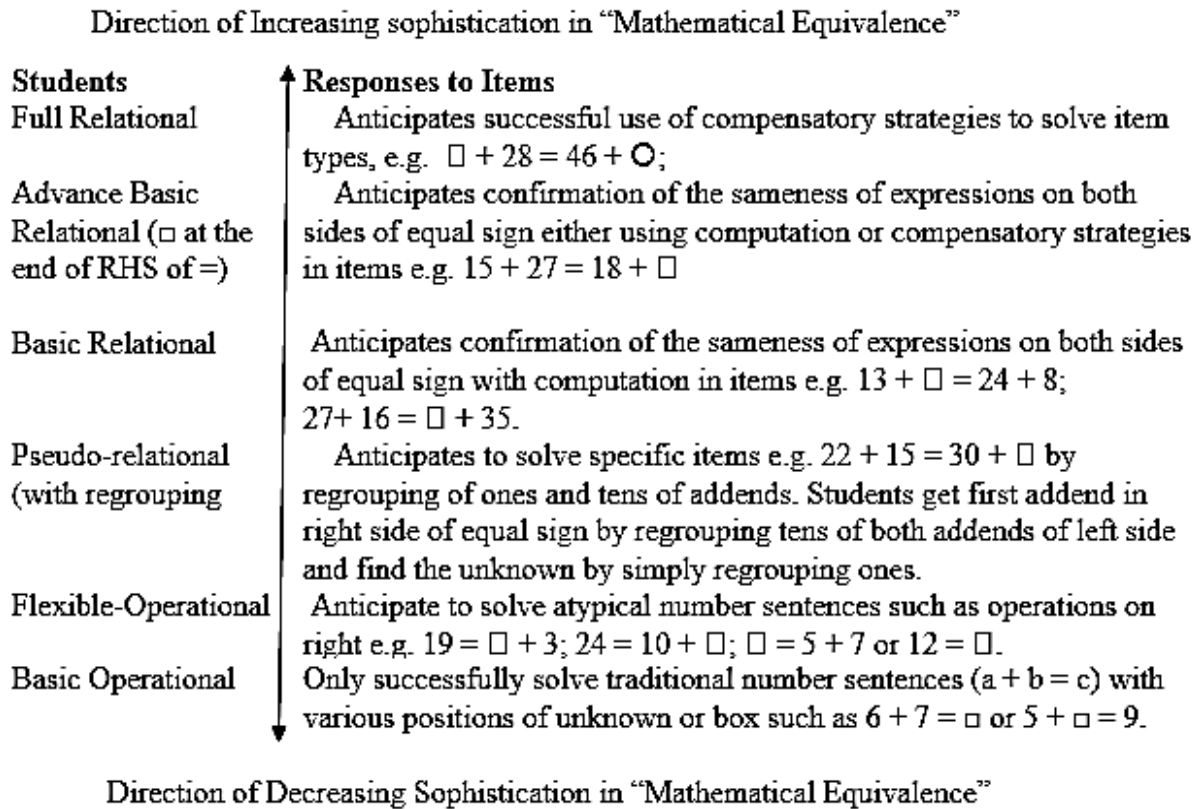 Direction of Increasing sophistication in “Mathematical Equivalence”
Students Responses to Items
Full Relational Anticipates successful use of compensatory strategies to solve item
types, e.g. □ + 28 = 46 + O;
Advance Basic Anticipates confirmation of the sameness of expressions on both
Relational (□ at the sides of equal sign either using computation or compensatory strategies
end of RHS of =) in items e.g. 15 + 27 = 18 + □
Basic Relational Anticipates confirmation of the sameness of expressions on both sides
of equal sign with computation in items e.g. 13 + □ = 24 + 8;
27+ 16 = □ + 35.
Pseudo-relational Anticipates to solve specific items e.g. 22 + 15 = 30 + □ by
(with regrouping regrouping of ones and tens of addends. Students get first addend in
right side of equal sign by regrouping tens of both addends of left side
and find the unknown by simply regrouping ones.
Flexible-Operational Anticipate to solve atypical number sentences such as operations on
right e.g. 19 = □ + 3; 24 = 10 + □; □ = 5 + 7 or 12 = □.
Basic Operational Only successfully solve traditional number sentences (a + b = c) with
various positions of unknown or box such as 6 + 7 = □ or 5 + □ = 9.
Direction of Decreasing Sophistication in “Mathematical Equivalence”